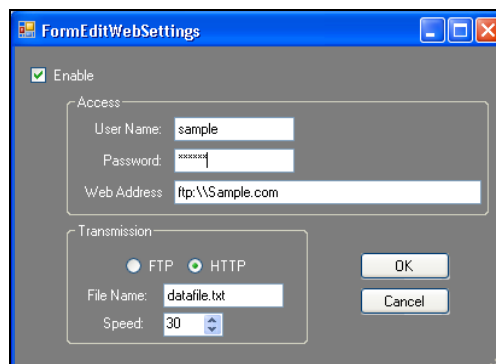 FormEditWebSettings
Enable
Access
User Name: sample
Password: ******
Web Address ftp:\\Sample.com
Transmission
FTP HTTP
File Name: datafile.txt
Speed: 30
OK
Cancel